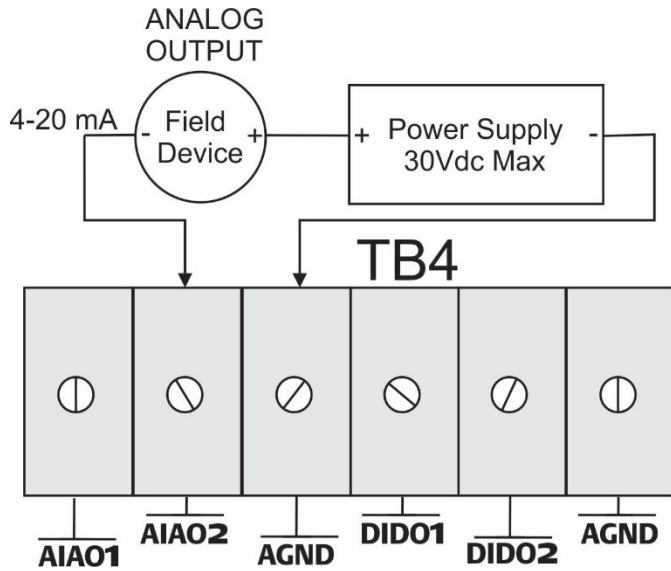 ANALOG
OUTPUT
4-20 mA
- Field +
Device
+ Power Supply -
30Vdc Max
TB4
AIAO1
AIAO2
AGND
DIDO1
DIDO2
AGND